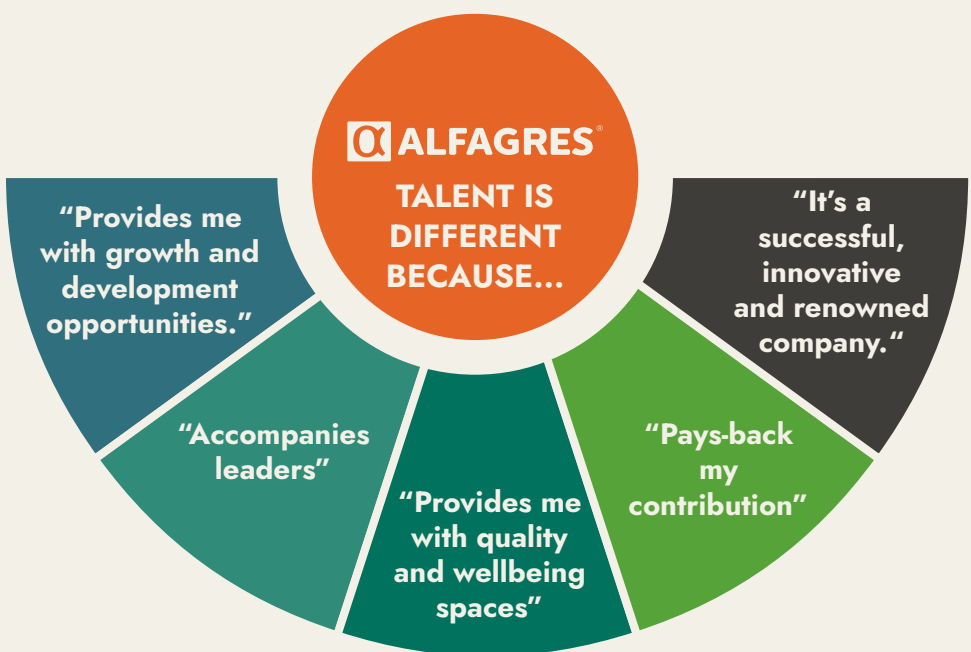 α ALFAGRES®
TALENT IS
DIFFERENT
BECAUSE...
“Provides me
with growth and
development
opportunities.”
“Accompanies
leaders”
“Provides me
with quality
and wellbeing
spaces”
“Pays-back
my
contribution”
“It’s a
successful,
innovative
and renowned
company.“